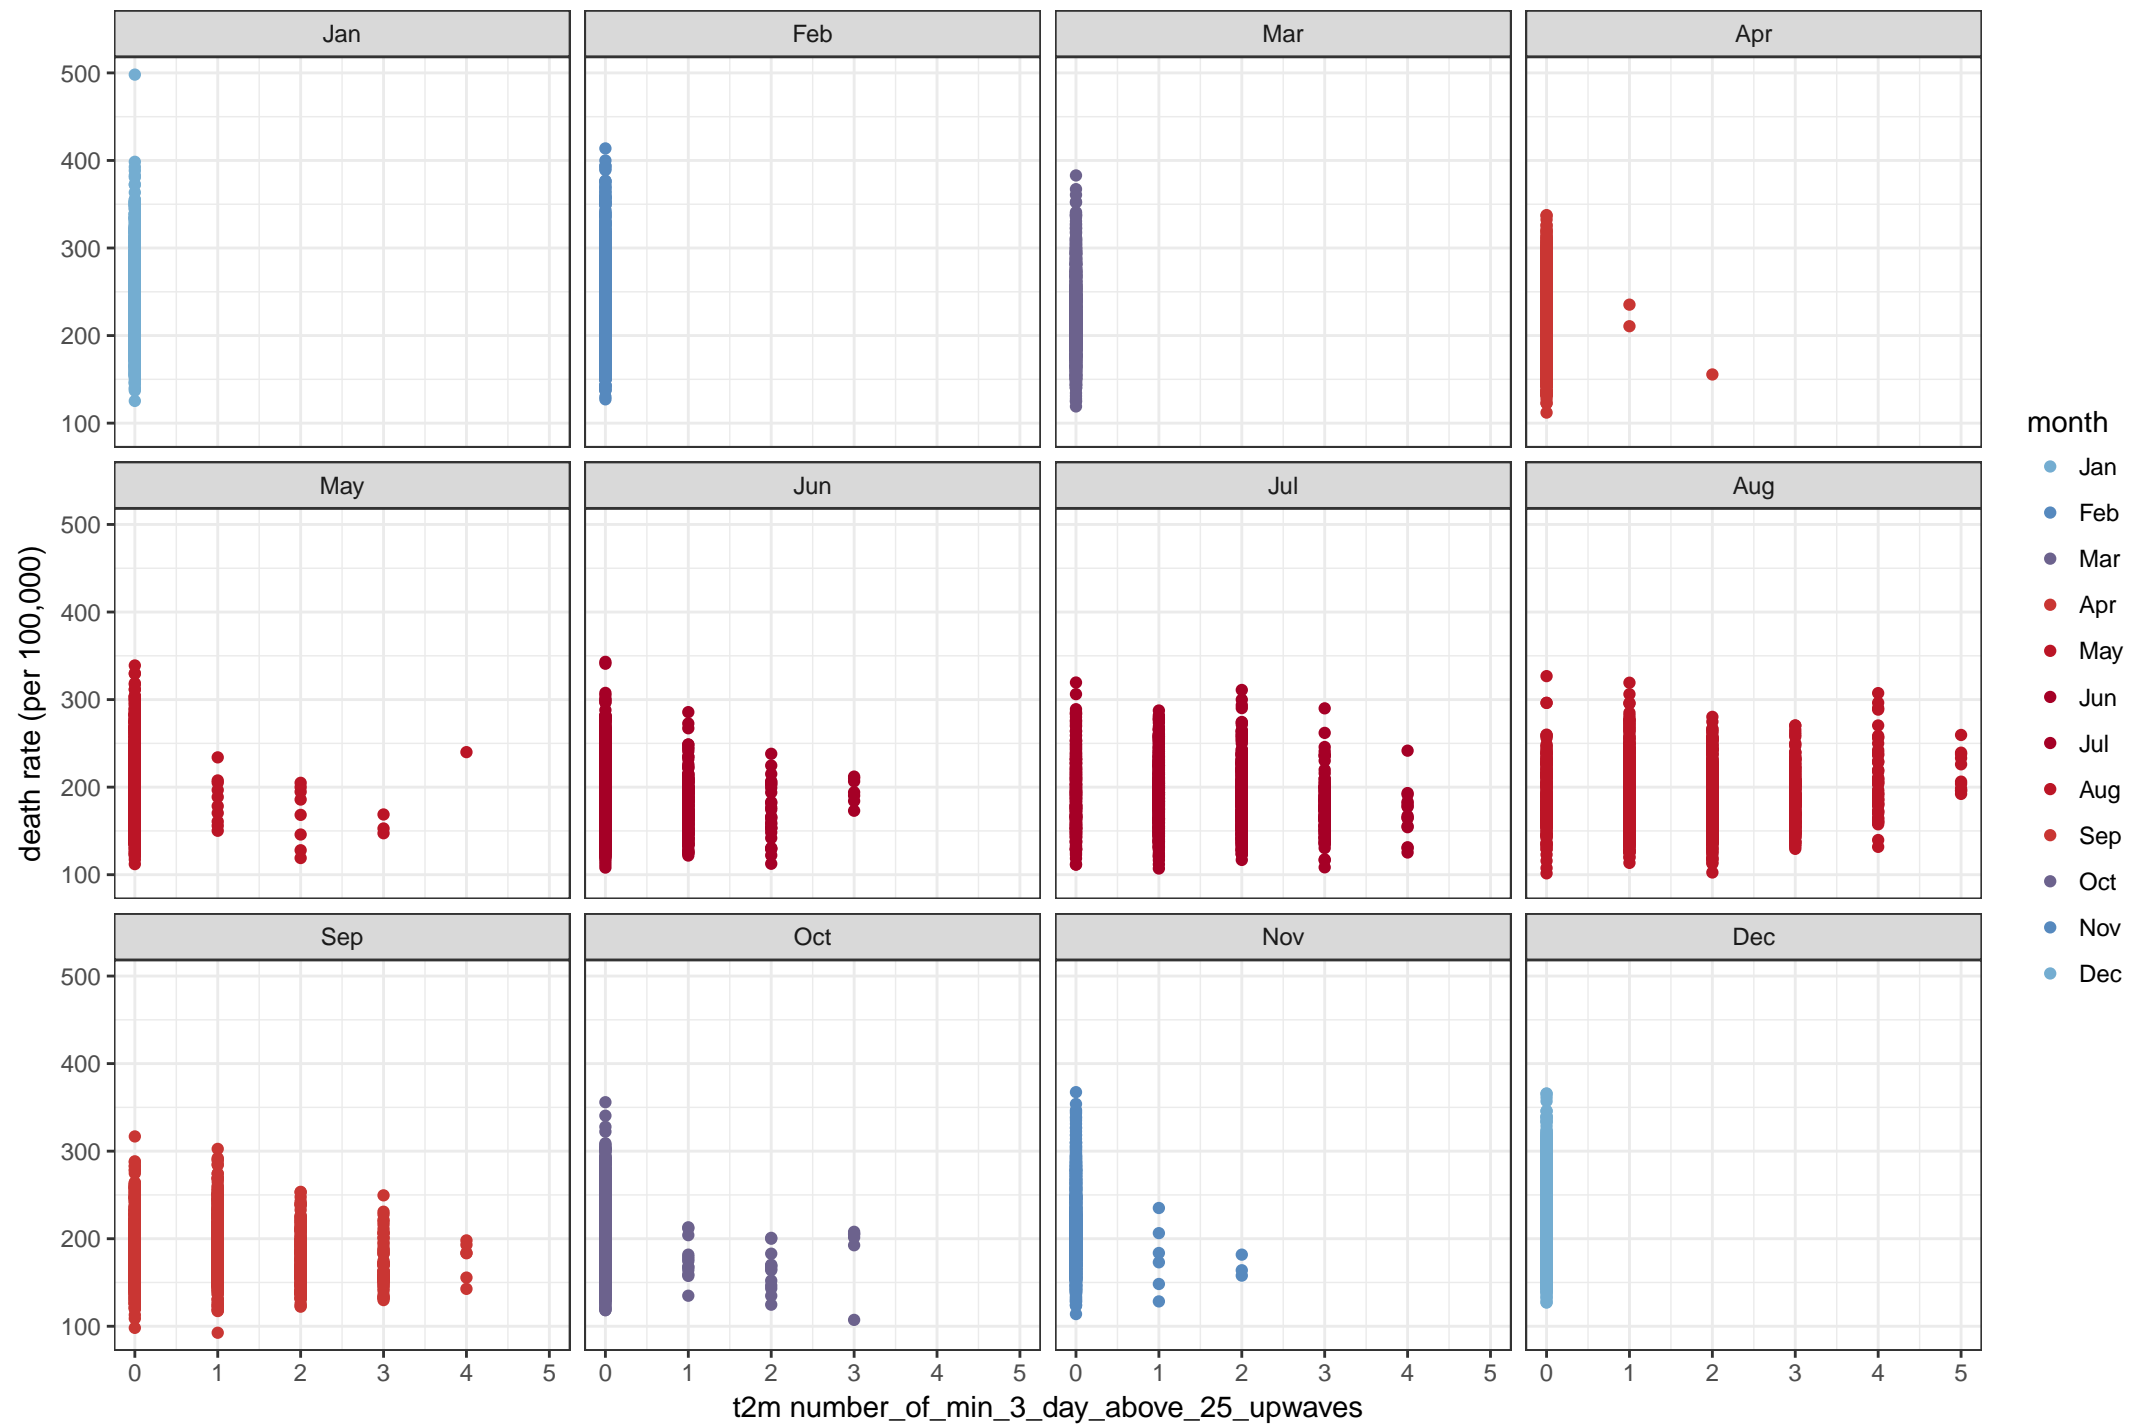 Jan Feb Mar Apr
500
400
300
200
100
May Jun Jul Aug
500
400
300
200
100
Sep Oct Nov Dec
500
400
300
200
100
0 1 2 3 4 5 0 1 2 3 4 5 0 1 2 3 4 5 0 1 2 3 4 5
t2m number_of_min_3_day_above_25_upwaves
death rate (per 100,000)
month
Jan
Feb
Mar
Apr
May
Jun
Jul
Aug
Sep
Oct
Nov
Dec